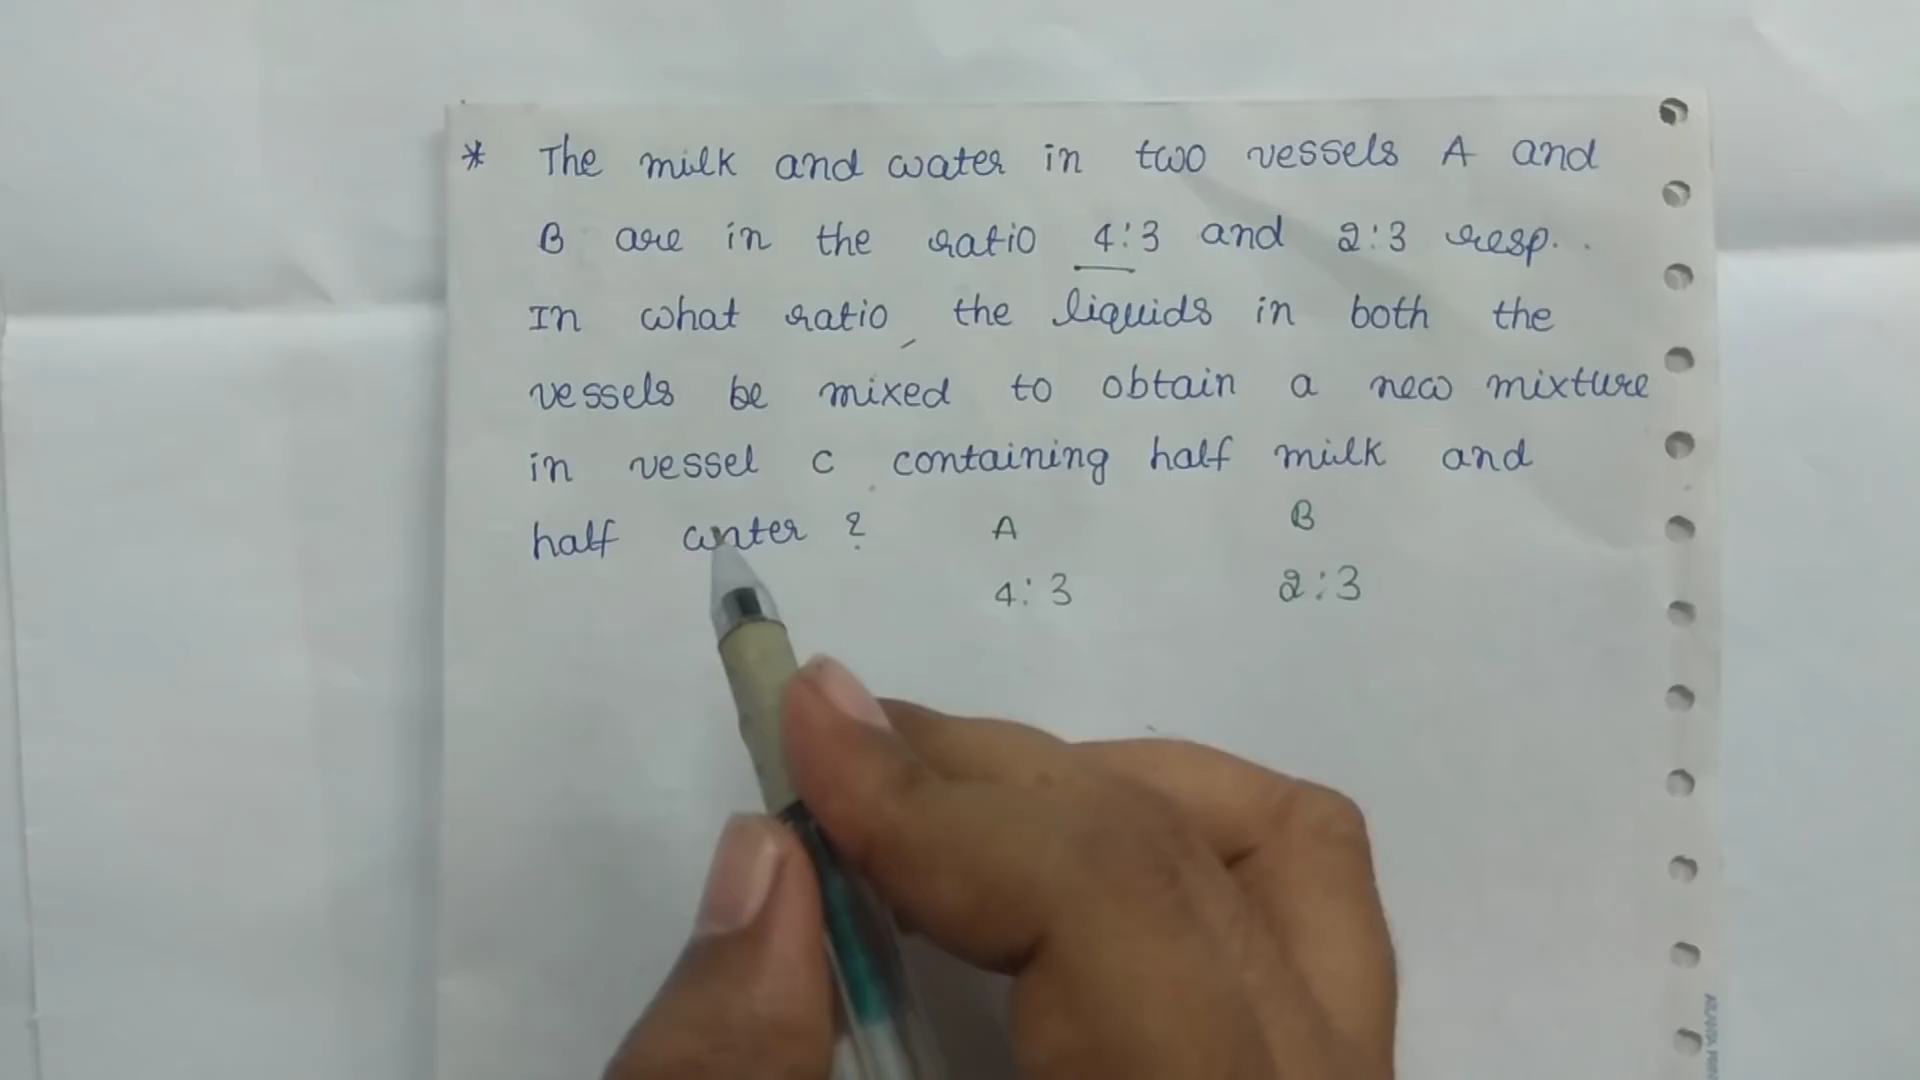 * The milk and water in two vessels A and
B are in the ratio 4:3 and 2:3 resp..
In what ratio, the liquids in both the
vessels be mixed to obtain a new mixture
in vessel C containing half milk and
half water ?
A B
4:3 2:3